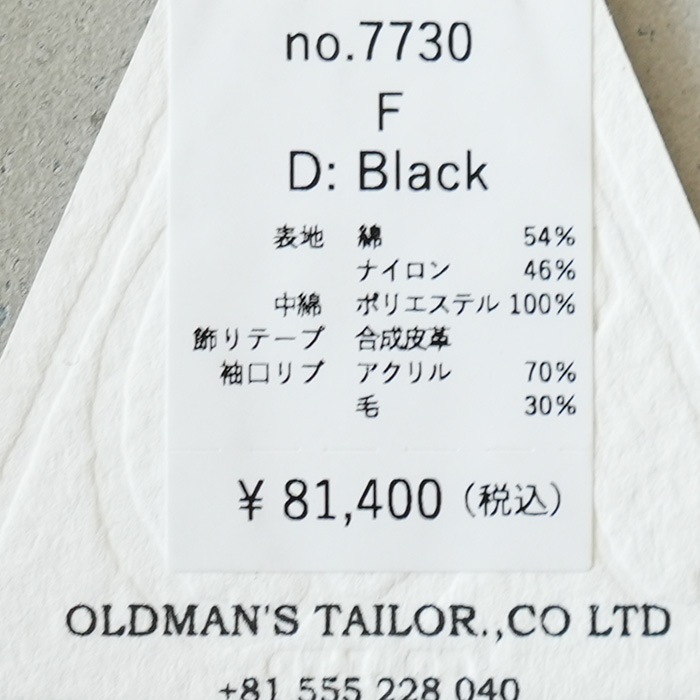 no.7730
F
D: Black
表地 綿 54%
ナイロン 46%
中綿 ポリエステル 100%
飾りテープ 合成皮革
袖口リブ アクリル 70%
毛 30%
¥ 81,400 (税込)
OLDMAN'S TAILOR.,CO LTD
+81 555 228 040